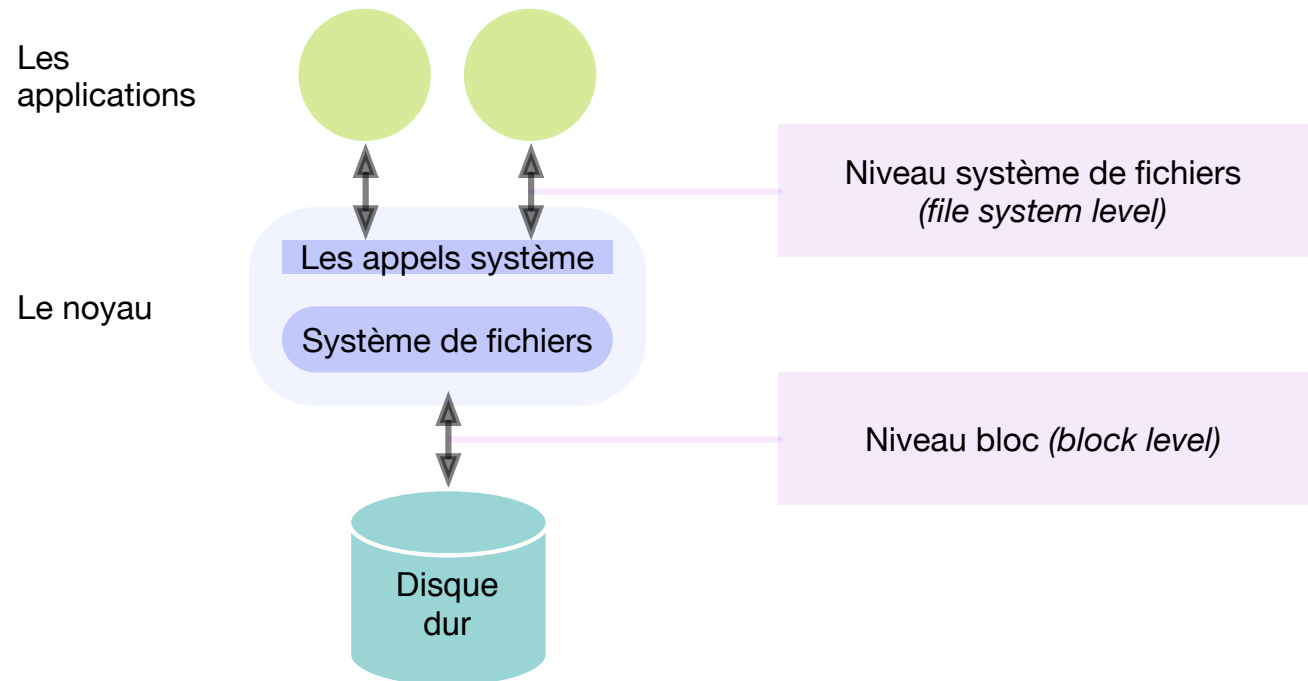 Les
applications
Niveau système de fichiers
(file system level)
Les appels système
Le noyau
Système de fichiers
Niveau bloc (block level)
Disque
dur